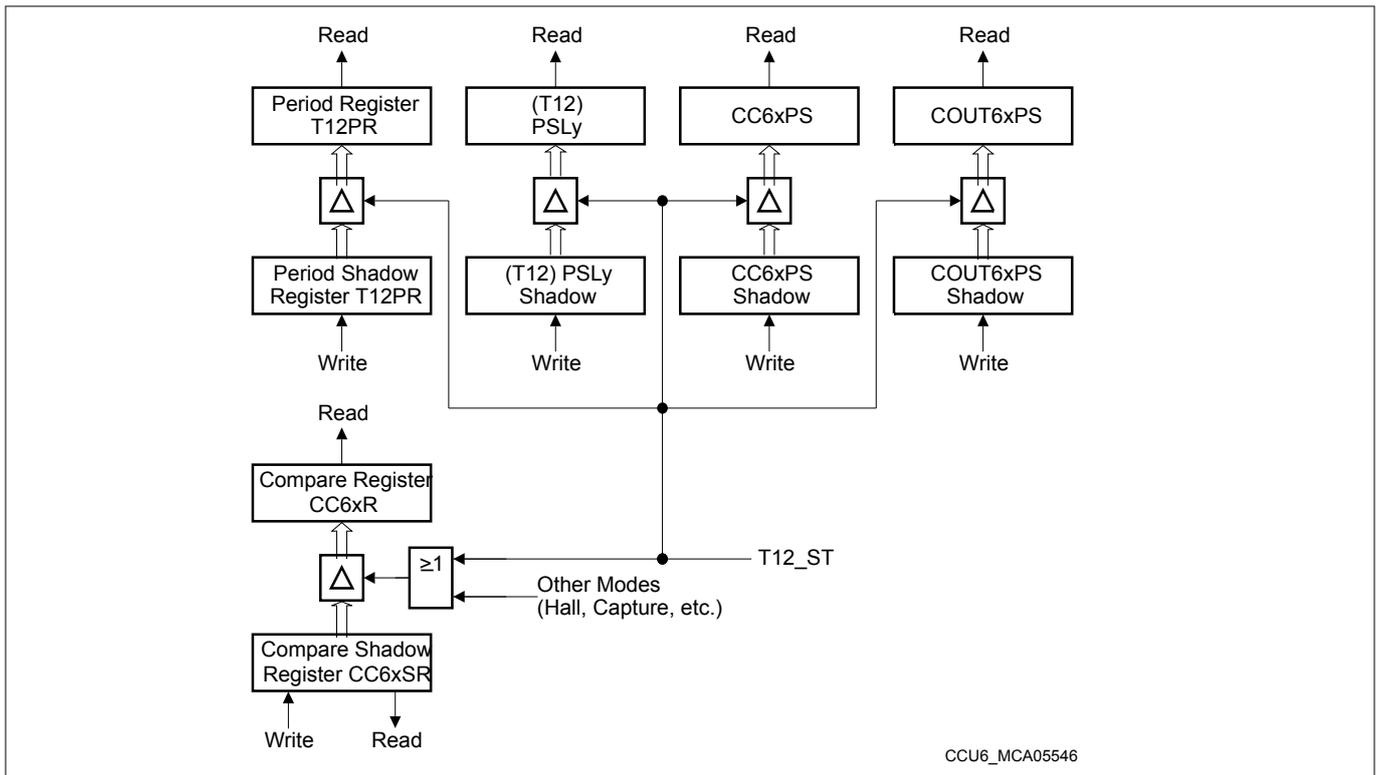 Read
Read
Read
Read
Period Register
T12PR
(T12)
PSLy
CC6xPS
COUT6xPS
Period Shadow
Register T12PR
(T12) PSLy
Shadow
CC6xPS
Shadow
COUT6xPS
Shadow
Write
Write
Write
Write
Read
Compare Register
CC6xR
≥1
T12_ST
Other Modes
(Hall, Capture, etc.)
Compare Shadow
Register CC6xSR
Write
Read
CCU6_MCA05546